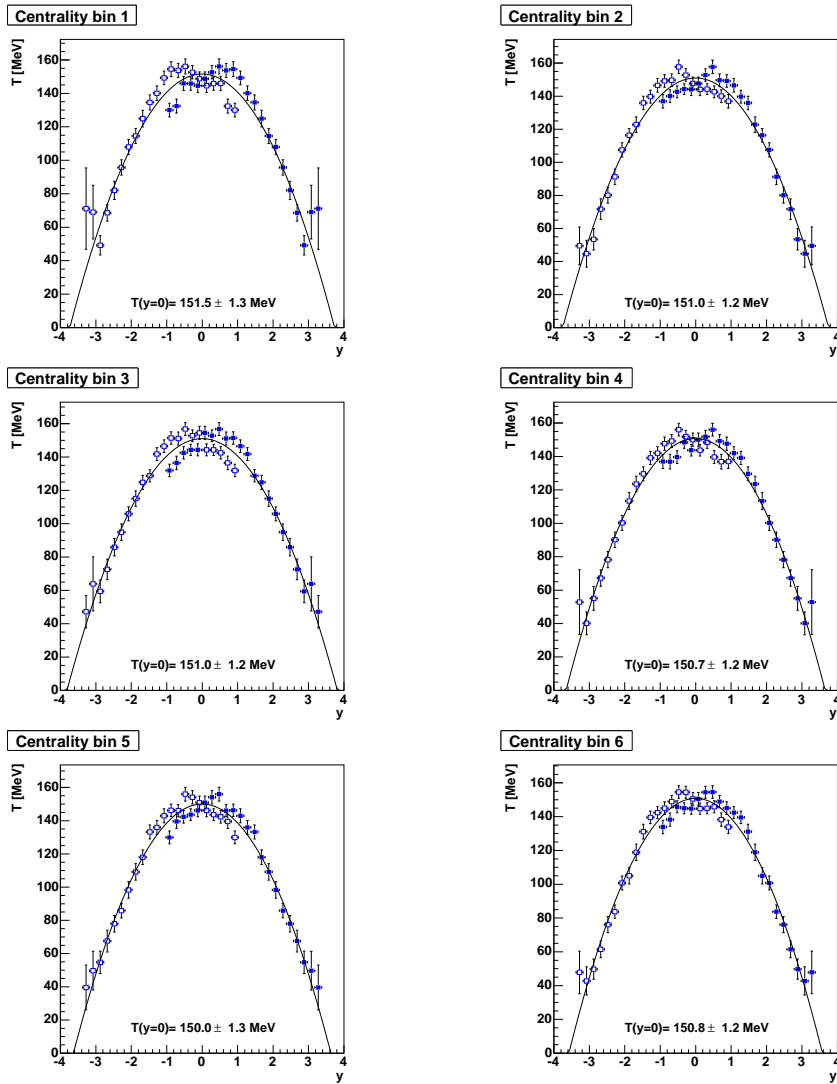 Centrality bin 1
T [MeV]
160
140
120
100
80
60
40
20
0
T(y=0)= 151.5 ± 1.3 MeV
-4 -3 -2 -1 0 1 2 3 4
y
Centrality bin 2
T [MeV]
160
140
120
100
80
60
40
20
0
T(y=0)= 151.0 ± 1.2 MeV
-4 -3 -2 -1 0 1 2 3 4
y
Centrality bin 3
T [MeV]
160
140
120
100
80
60
40
20
0
T(y=0)= 151.0 ± 1.2 MeV
-4 -3 -2 -1 0 1 2 3 4
y
Centrality bin 4
T [MeV]
160
140
120
100
80
60
40
20
0
T(y=0)= 150.7 ± 1.2 MeV
-4 -3 -2 -1 0 1 2 3 4
y
Centrality bin 5
T [MeV]
160
140
120
100
80
60
40
20
0
T(y=0)= 150.0 ± 1.3 MeV
-4 -3 -2 -1 0 1 2 3 4
y
Centrality bin 6
T [MeV]
160
140
120
100
80
60
40
20
0
T(y=0)= 150.8 ± 1.2 MeV
-4 -3 -2 -1 0 1 2 3 4
y